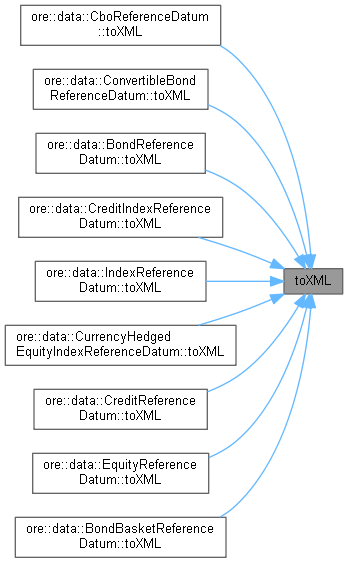 ore::data::CboReferenceDatum
::toXML
ore::data::ConvertibleBond
ReferenceDatum::toXML
ore::data::BondReference
Datum::toXML
ore::data::CreditIndexReference
Datum::toXML
ore::data::IndexReference
Datum::toXML
toXML
ore::data::CurrencyHedged
EquityIndexReferenceDatum::toXML
ore::data::CreditReference
Datum::toXML
ore::data::EquityReference
Datum::toXML
ore::data::BondBasketReference
Datum::toXML